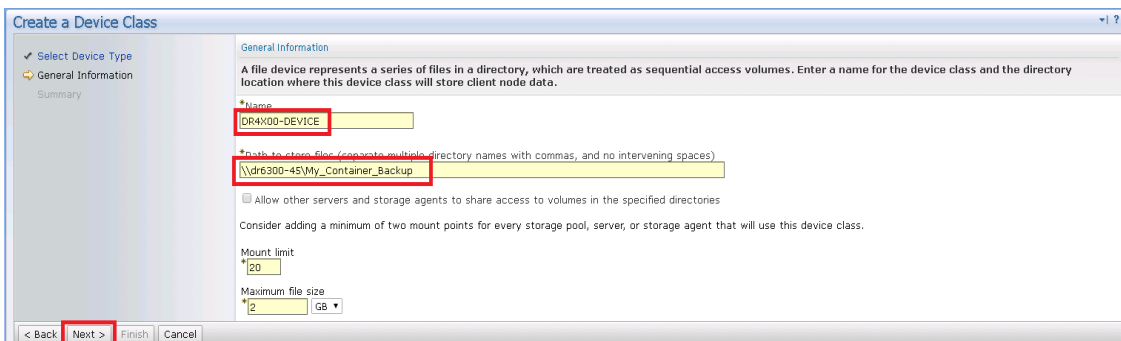 Create a Device Class
?
Select Device Type
General Information
Summary
General Information
A file device represents a series of files in a directory, which are treated as sequential access volumes. Enter a name for the device class and the directory
location where this device class will store client node data.
*Name
DR4X00-DEVICE
*Path to store files (separate multiple directory names with commas, and no intervening spaces)
\\dr6300-45\My_Container_Backup
Allow other servers and storage agents to share access to volumes in the specified directories
Consider adding a minimum of two mount points for every storage pool, server, or storage agent that will use this device class.
Mount limit
*20
Maximum file size
*2 GB
< Back Next > Finish Cancel